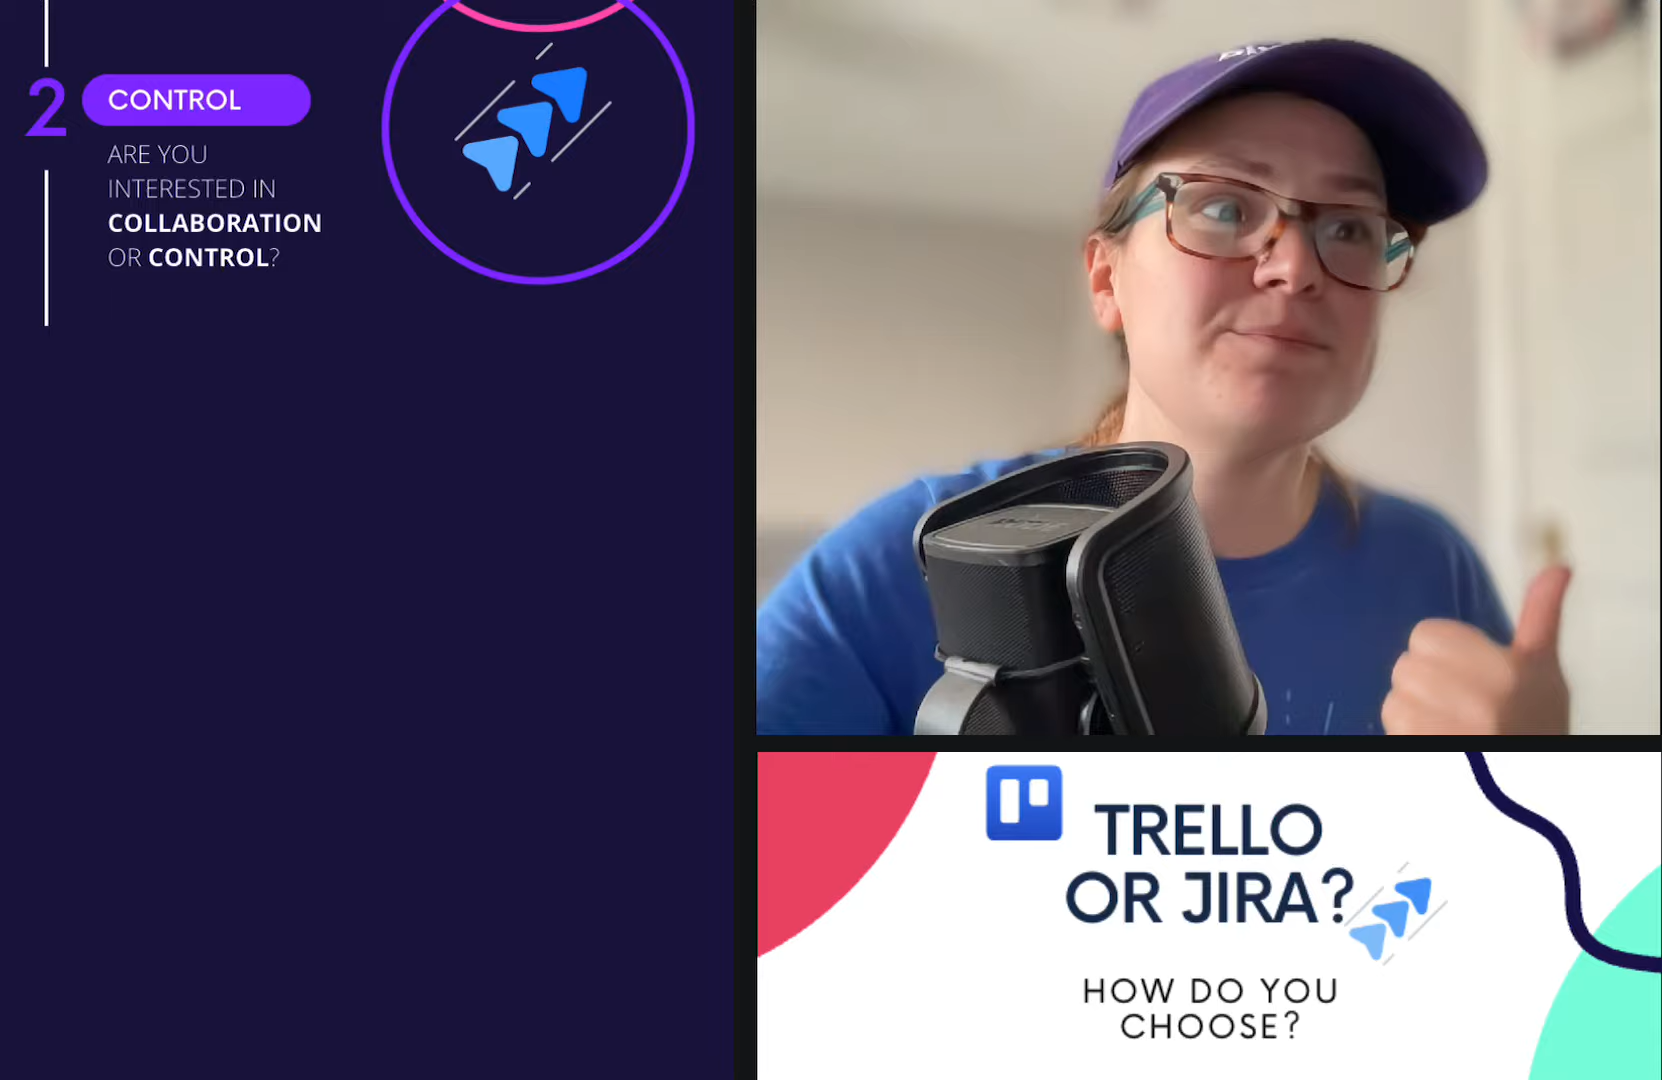 2
CONTROL
ARE YOU
INTERESTED IN
COLLABORATION
OR CONTROL?
TRELLO
OR JIRA?
HOW DO YOU
CHOOSE?